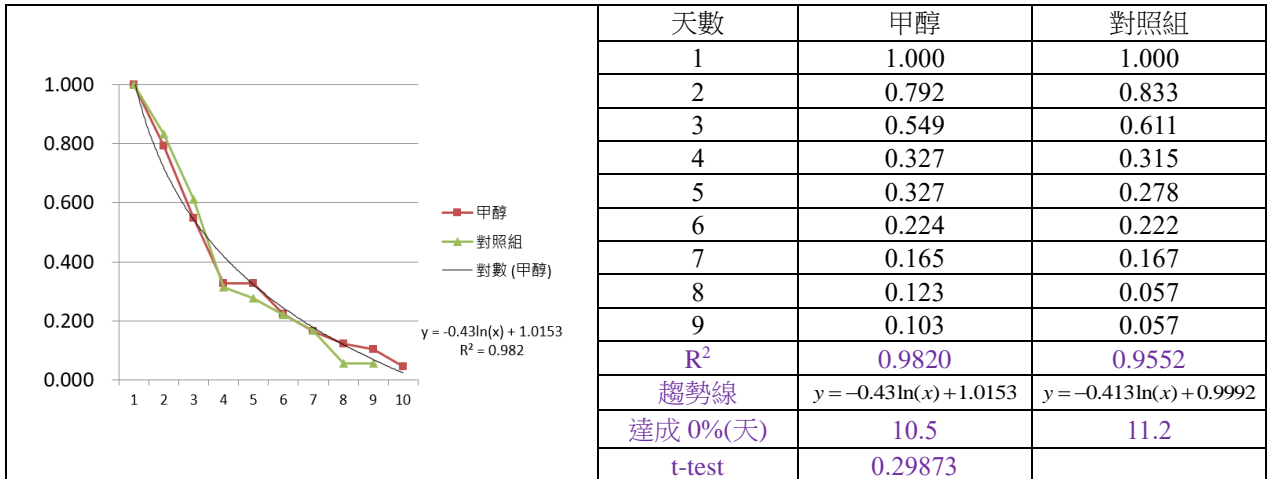 1.000
0.800
0.600
0.400
0.200
0.000
1 2 3 4 5 6 7 8 9 10
甲醇
對照組
對數 (甲醇)
y = -0.43ln(x) + 1.0153
R² = 0.982
天數 甲醇 對照組
1 1.000 1.000
2 0.792 0.833
3 0.549 0.611
4 0.327 0.315
5 0.327 0.278
6 0.224 0.222
7 0.165 0.167
8 0.123 0.057
9 0.103 0.057
R² 0.9820 0.9552
趨勢線 y = −0.43ln(x)+1.0153 y = −0.413ln(x)+0.9992
達成 0%(天) 10.5 11.2
t-test 0.29873